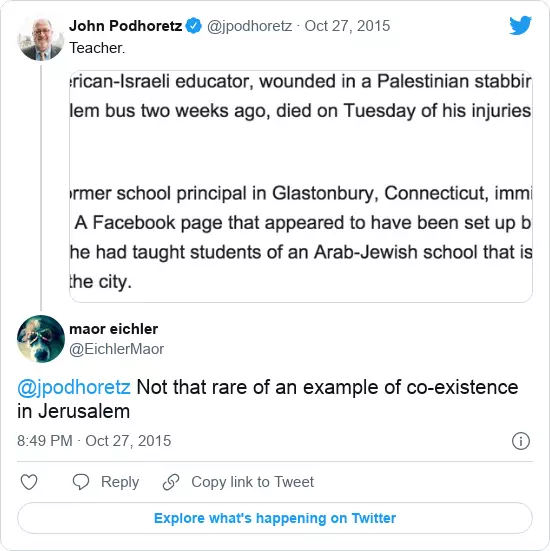 John Podhoretz @jpodhoretz · Oct 27, 2015
Teacher.
rican-Israeli educator, wounded in a Palestinian stabbin
lem bus two weeks ago, died on Tuesday of his injuries
ormer school principal in Glastonbury, Connecticut, immi
A Facebook page that appeared to have been set up b
he had taught students of an Arab-Jewish school that is
the city.
maor eichler
@EichlerMaor
@jpodhoretz Not that rare of an example of co-existence
in Jerusalem
8:49 PM · Oct 27, 2015
Reply Copy link to Tweet
Explore what's happening on Twitter